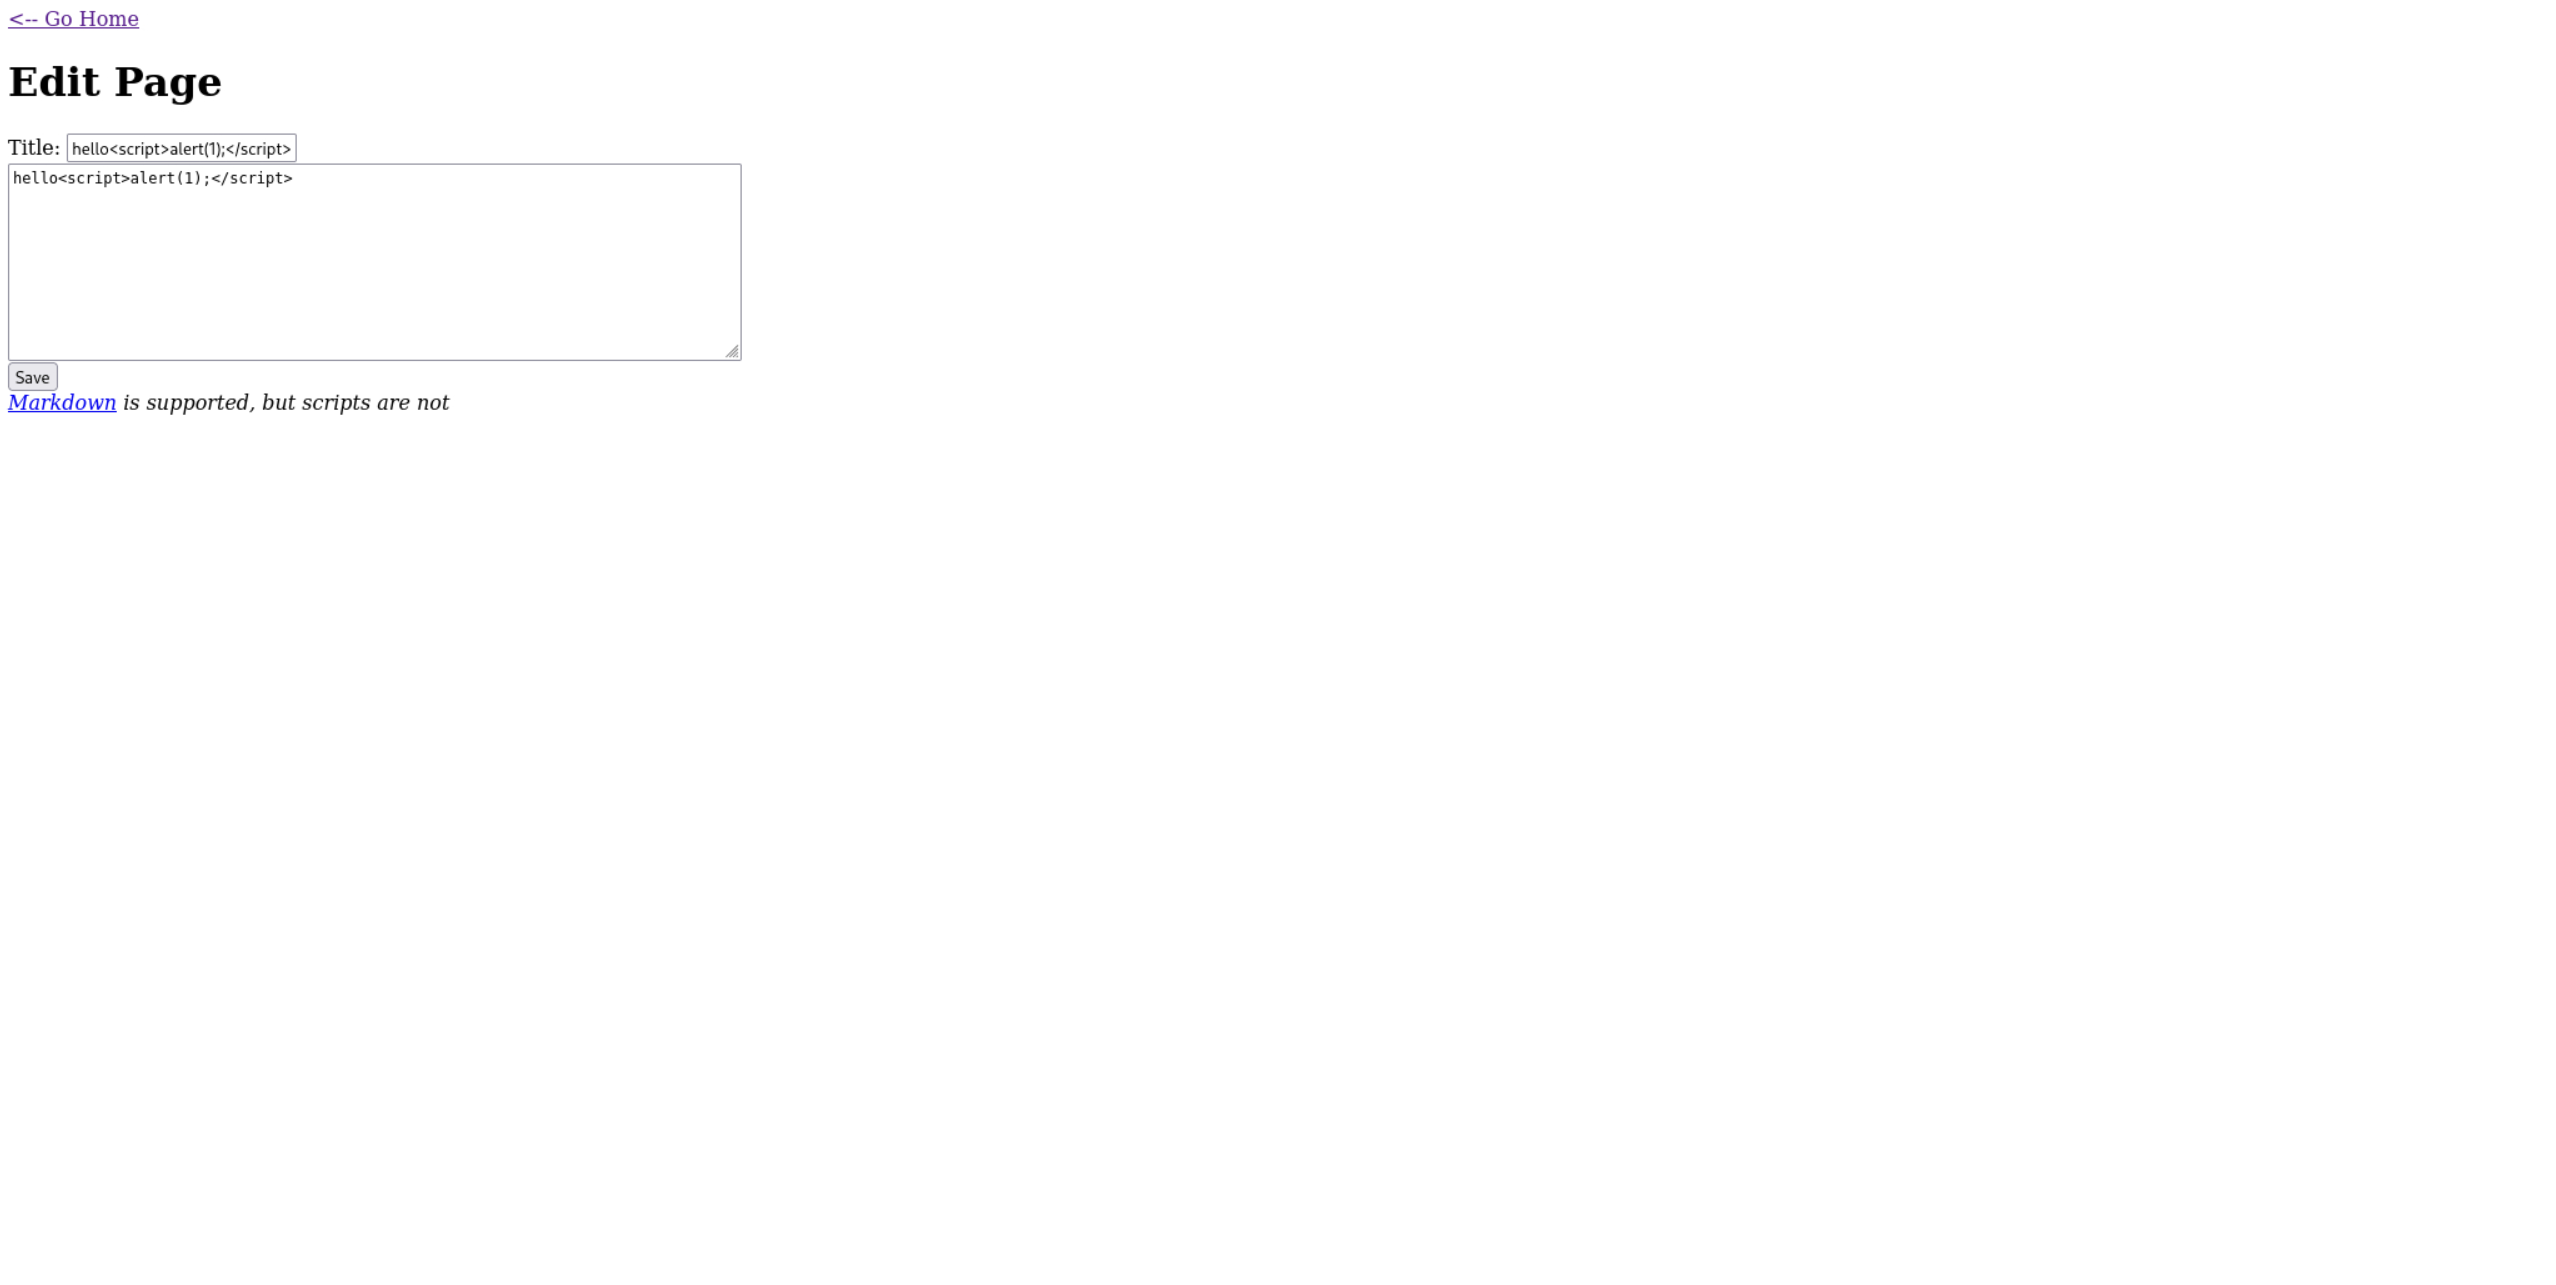 <-- Go Home
Edit Page
Title: hello<script>alert(1);</script>
hello<script>alert(1);</script>
Save
Markdown is supported, but scripts are not